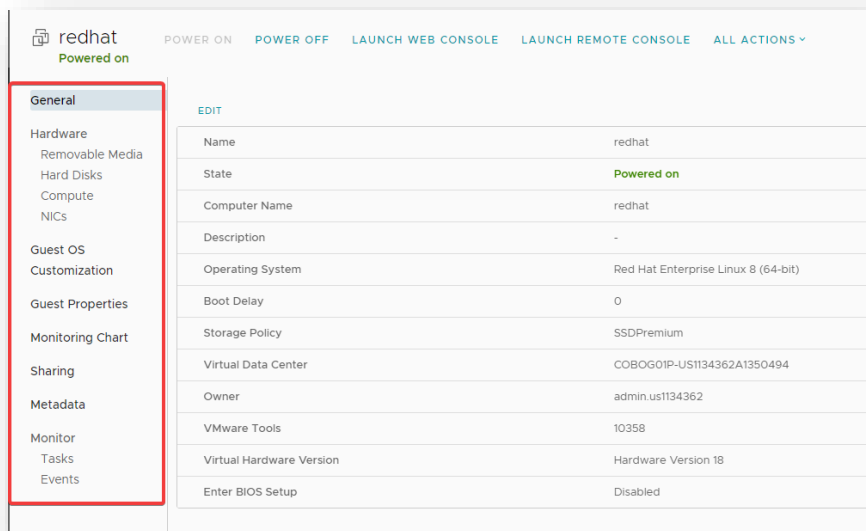 redhat
Powered on
POWER ON POWER OFF LAUNCH WEB CONSOLE LAUNCH REMOTE CONSOLE ALL ACTIONS
General
Hardware
Removable Media
Hard Disks
Compute
NICs
Guest OS
Customization
Guest Properties
Monitoring Chart
Sharing
Metadata
Monitor
Tasks
Events
EDIT
Name redhat
State Powered on
Computer Name redhat
Description -
Operating System Red Hat Enterprise Linux 8 (64-bit)
Boot Delay 0
Storage Policy SSDPremium
Virtual Data Center COBOG01P-US1134362A1350494
Owner admin.us1134362
VMware Tools 10358
Virtual Hardware Version Hardware Version 18
Enter BIOS Setup Disabled